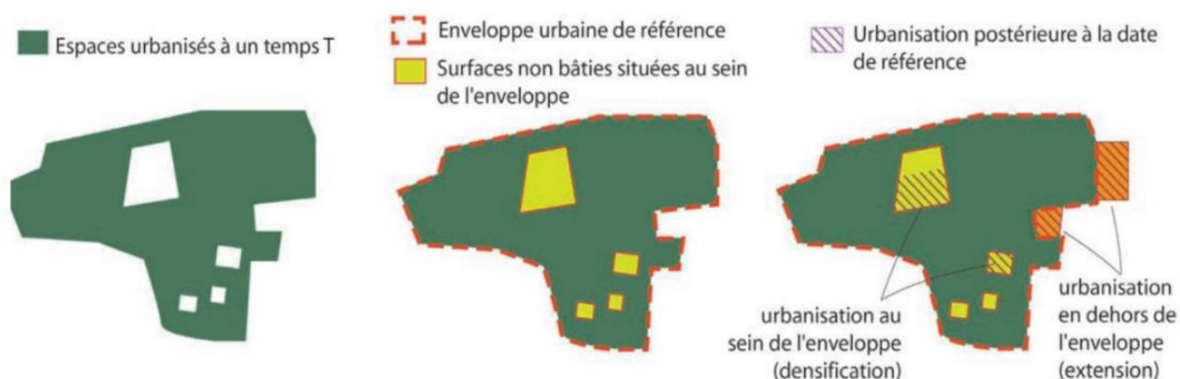 Espaces urbanisés à un temps T
Enveloppe urbaine de référence
Surfaces non bâties situées au sein
de l'enveloppe
Urbanisation postérieure à la date
de référence
urbanisation au
sein de l'enveloppe
(densification)
urbanisation
en dehors de
l'enveloppe
(extension)